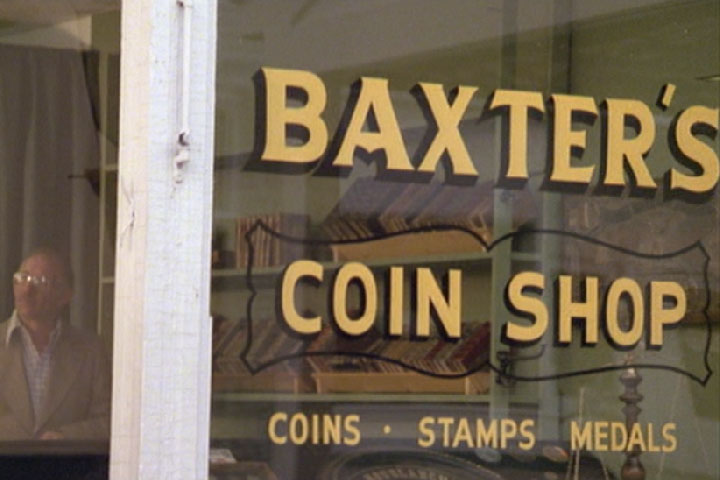 BAXTER'S
COIN SHOP
COINS · STAMPS MEDALS